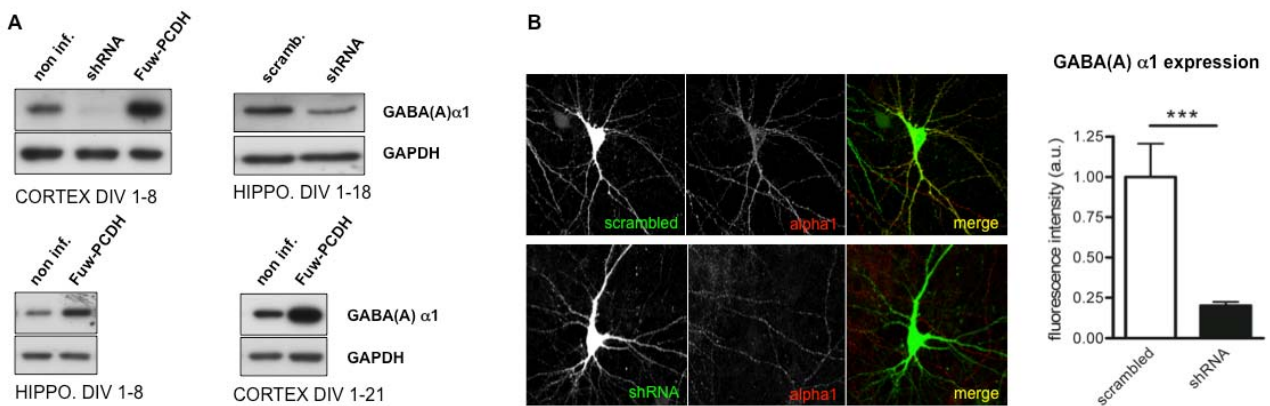 A
non inf.
shRNA
Fuw-PCDH
GABA(A)α1
GAPDH
CORTEX DIV 1-8
scramb.
shRNA
HIPPO. DIV 1-18
non inf.
Fuw-PCDH
HIPPO. DIV 1-8
non inf.
Fuw-PCDH
GABA(A) α1
GAPDH
CORTEX DIV 1-21
B
scrambled
alpha1
merge
shRNA
alpha1
merge
GABA(A) α1 expression
***
fluorescence intensity (a.u.)
1.25
1.00
0.75
0.50
0.25
0.00
scrambled
shRNA